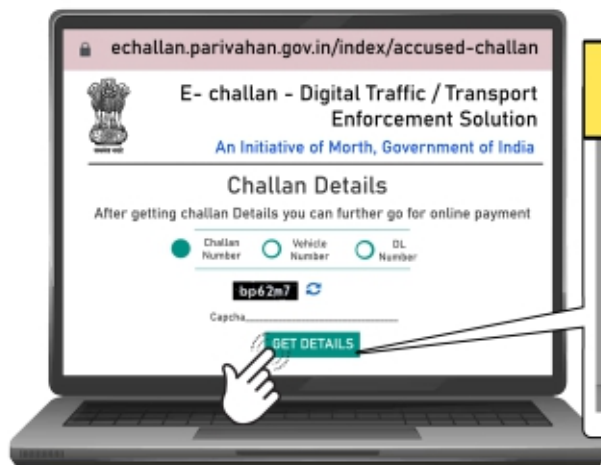 echallan.parivahan.gov.in/index/accused-challan
E- challan - Digital Traffic / Transport
Enforcement Solution
An Initiative of Morth, Government of India
Challan Details
After getting challan Details you can further go for online payment
Challan Number
Vehicle Number
DL Number
bp62m7
Capcha
GET DETAILS